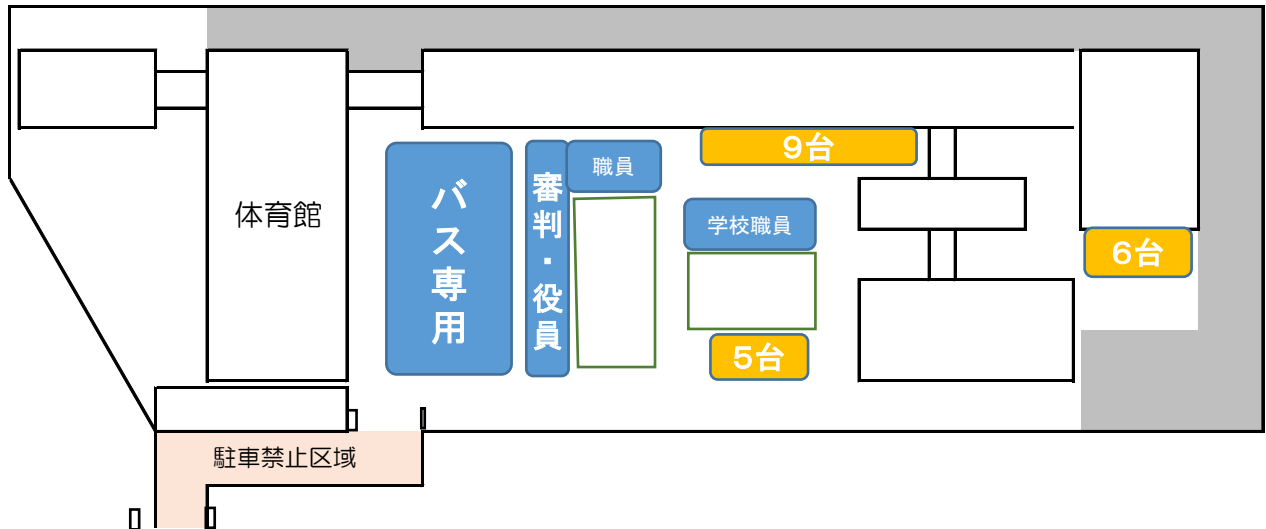 体育館
バス専用
審判・役員
職員
9台
学校職員
5台
6台
駐車禁止区域